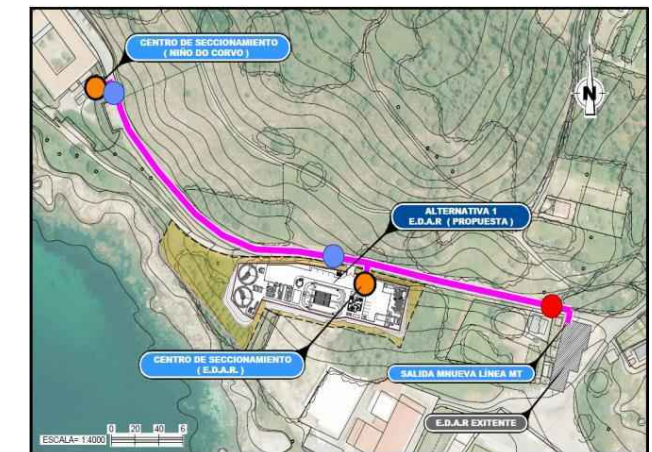 CENTRO DE SECCIONAMIENTO
( NIÑO DO CORVO )
N
ALTERNATIVA 1
E.D.A.R ( PROPUESTA )
CENTRO DE SECCIONAMIENTO
( E.D.A.R. )
SALIDA MNUEVA LÍNEA MT
E.D.A.R EXITENTE
ESCALA= 1:4000
0 20 40 6